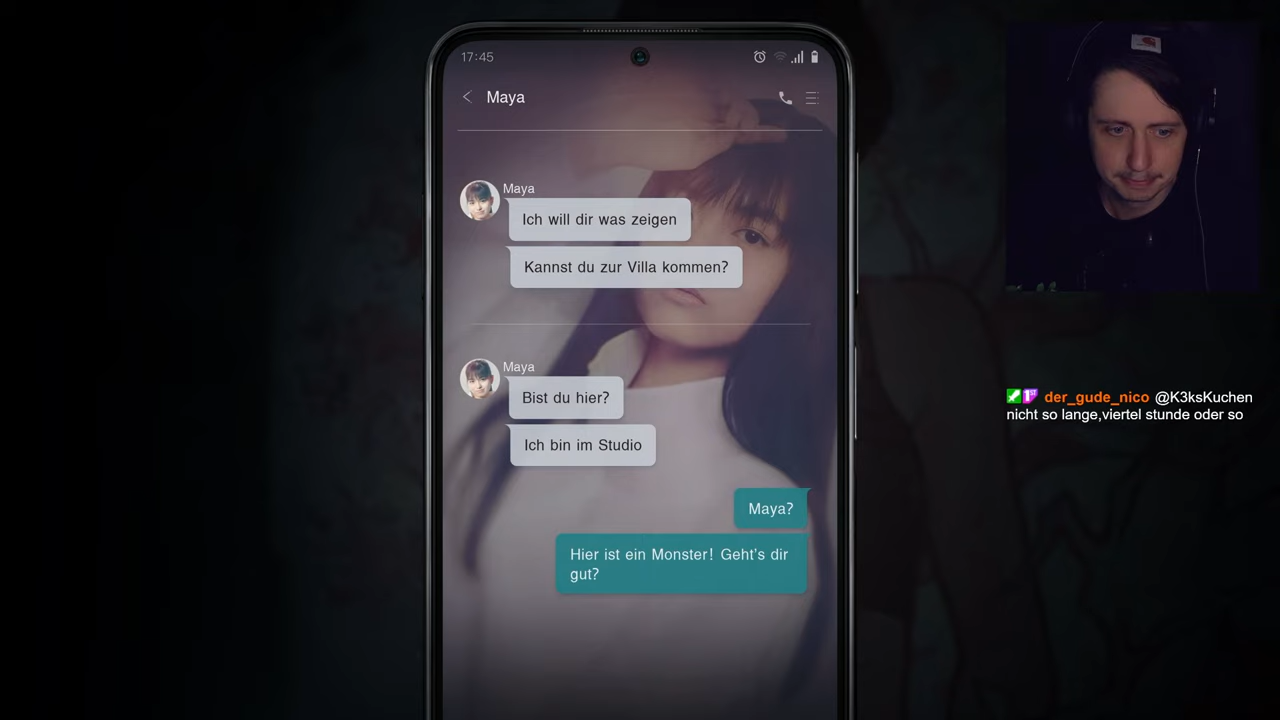 17:45
Maya
Maya
Ich will dir was zeigen
Kannst du zur Villa kommen?
Maya
Bist du hier?
Ich bin im Studio
Maya?
Hier ist ein Monster! Geht's dir
gut?
der_gude_nico @K3ksKuchen
nicht so lange,viertel stunde oder so